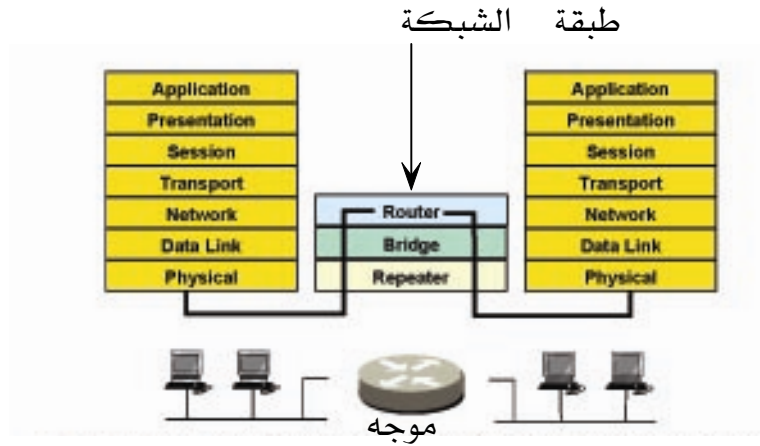 طبقة الشبكة
Application
Presentation
Session
Transport
Network
Data Link
Physical
Router
Bridge
Repeater
Application
Presentation
Session
Transport
Network
Data Link
Physical
موجه